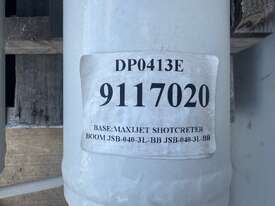 DP0413E
9117020
BASE:MAXIJET SHOTCRETER
BOOM JSB-040-3L-BB JSB-040-3L-BB